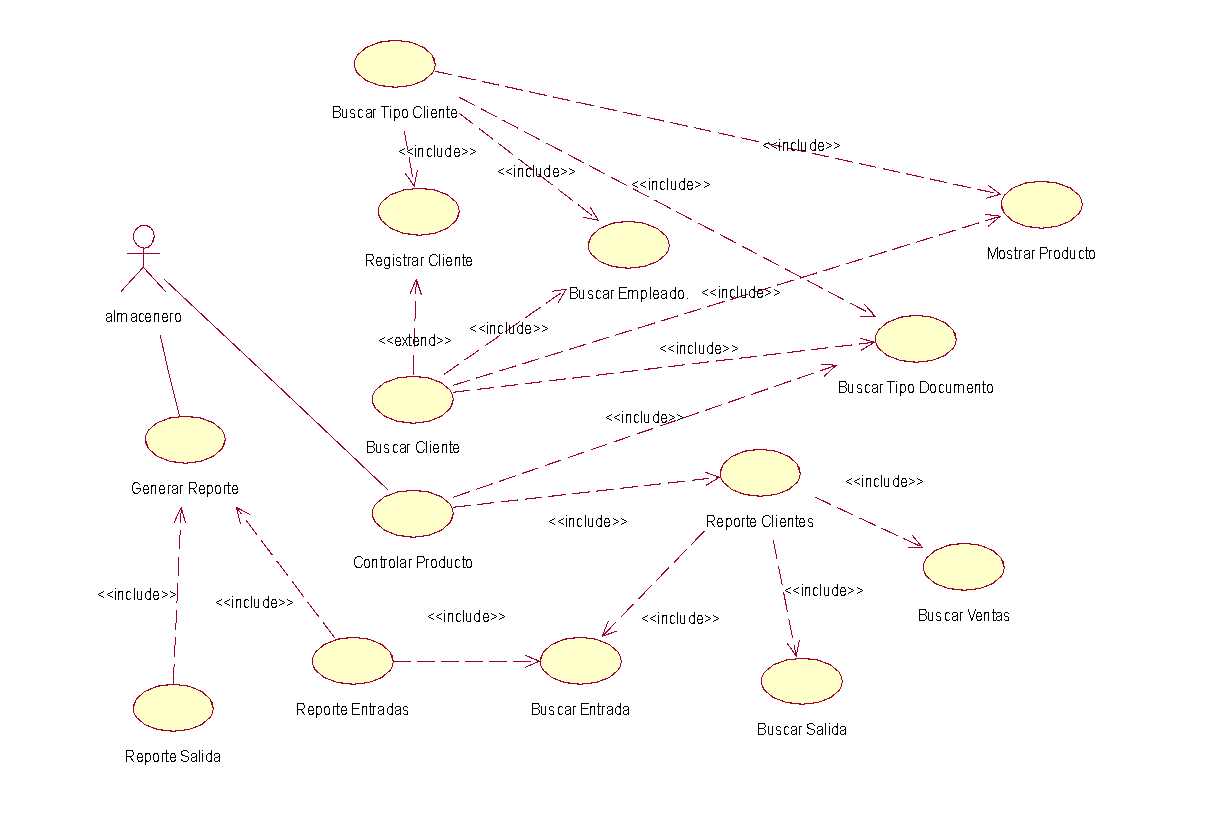 Buscar Tipo Cliente
<<include>>
<<include>>
<<include>>
<<include>>
Registrar Cliente
Mostrar Producto
Buscar Empleado.
<<include>>
almacenero
<<include>>
<<extend>>
<<include>>
Buscar Tipo Documento
<<include>>
Buscar Cliente
<<include>>
Generar Reporte
<<include>>
Reporte Clientes
Controlar Producto
<<include>>
<<include>>
<<include>>
<<include>>
<<include>>
Buscar Ventas
Reporte Entradas
Buscar Entrada
Buscar Salida
Reporte Salida